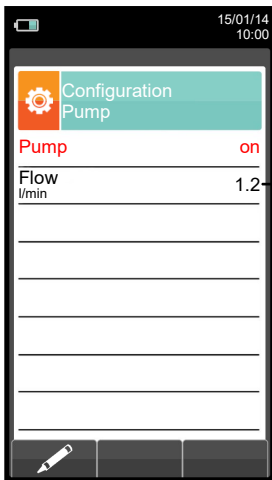 15/01/14
10:00
Configuration
Pump
Pump on
Flow 1.2
l/min